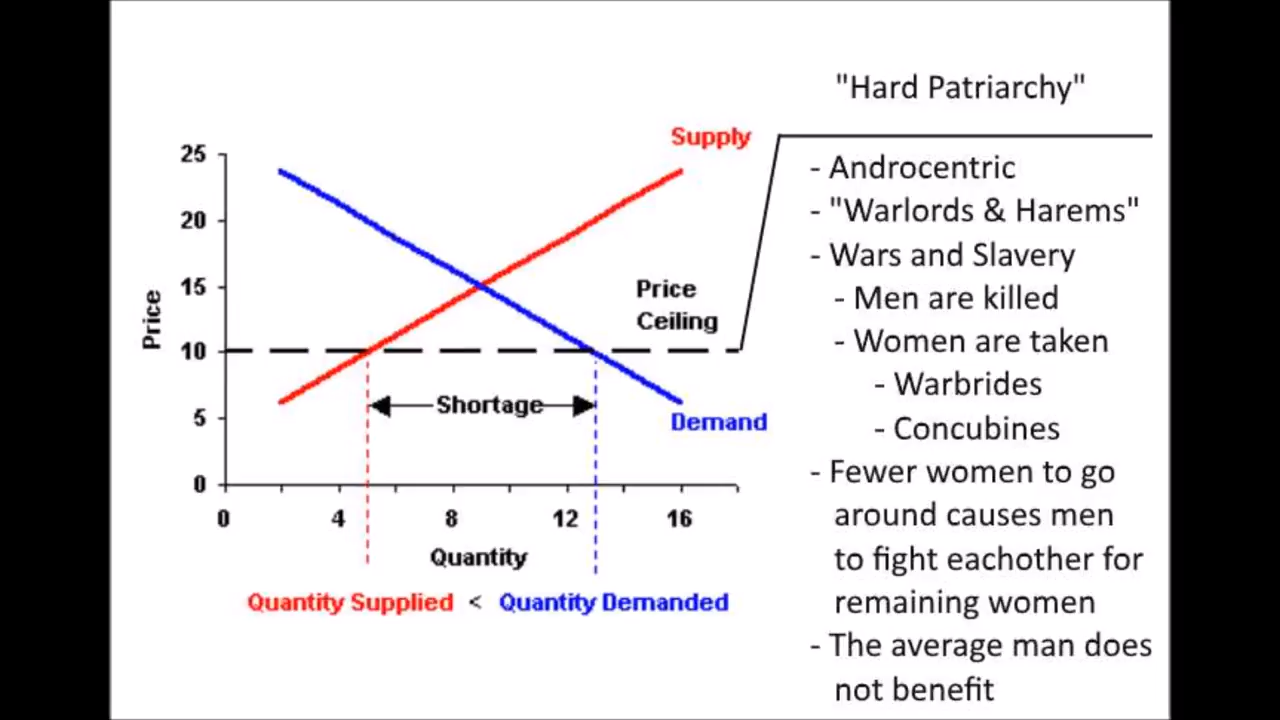 "Hard Patriarchy"
Supply
25
20
15
10
5
0
Price
Price
Ceiling
Shortage
Demand
0 4 8 12 16
Quantity
Quantity Supplied < Quantity Demanded
- Androcentric
- "Warlords & Harems"
- Wars and Slavery
- Men are killed
- Women are taken
- Warbrides
- Concubines
- Fewer women to go
around causes men
to fight eachother for
remaining women
- The average man does
not benefit